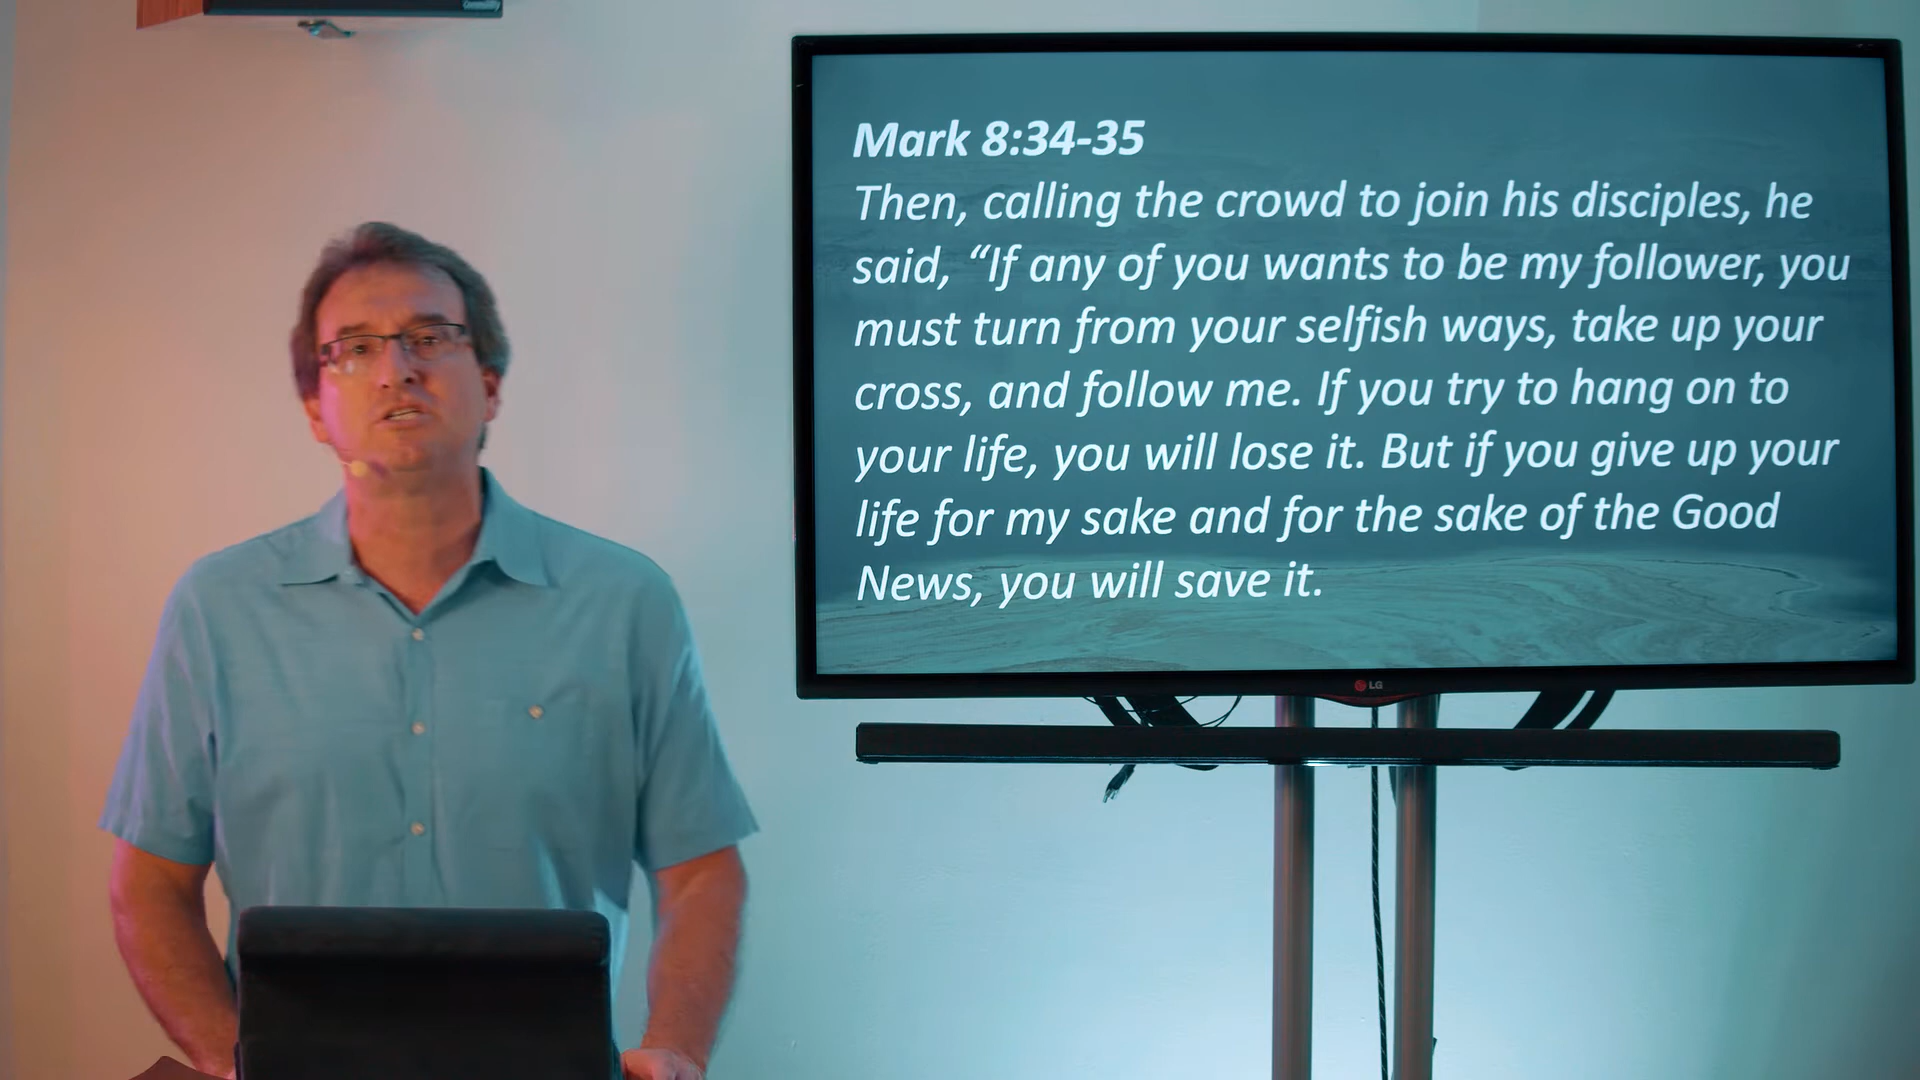 Mark 8:34-35
Then, calling the crowd to join his disciples, he
said, “If any of you wants to be my follower, you
must turn from your selfish ways, take up your
cross, and follow me. If you try to hang on to
your life, you will lose it. But if you give up your
life for my sake and for the sake of the Good
News, you will save it.
LG